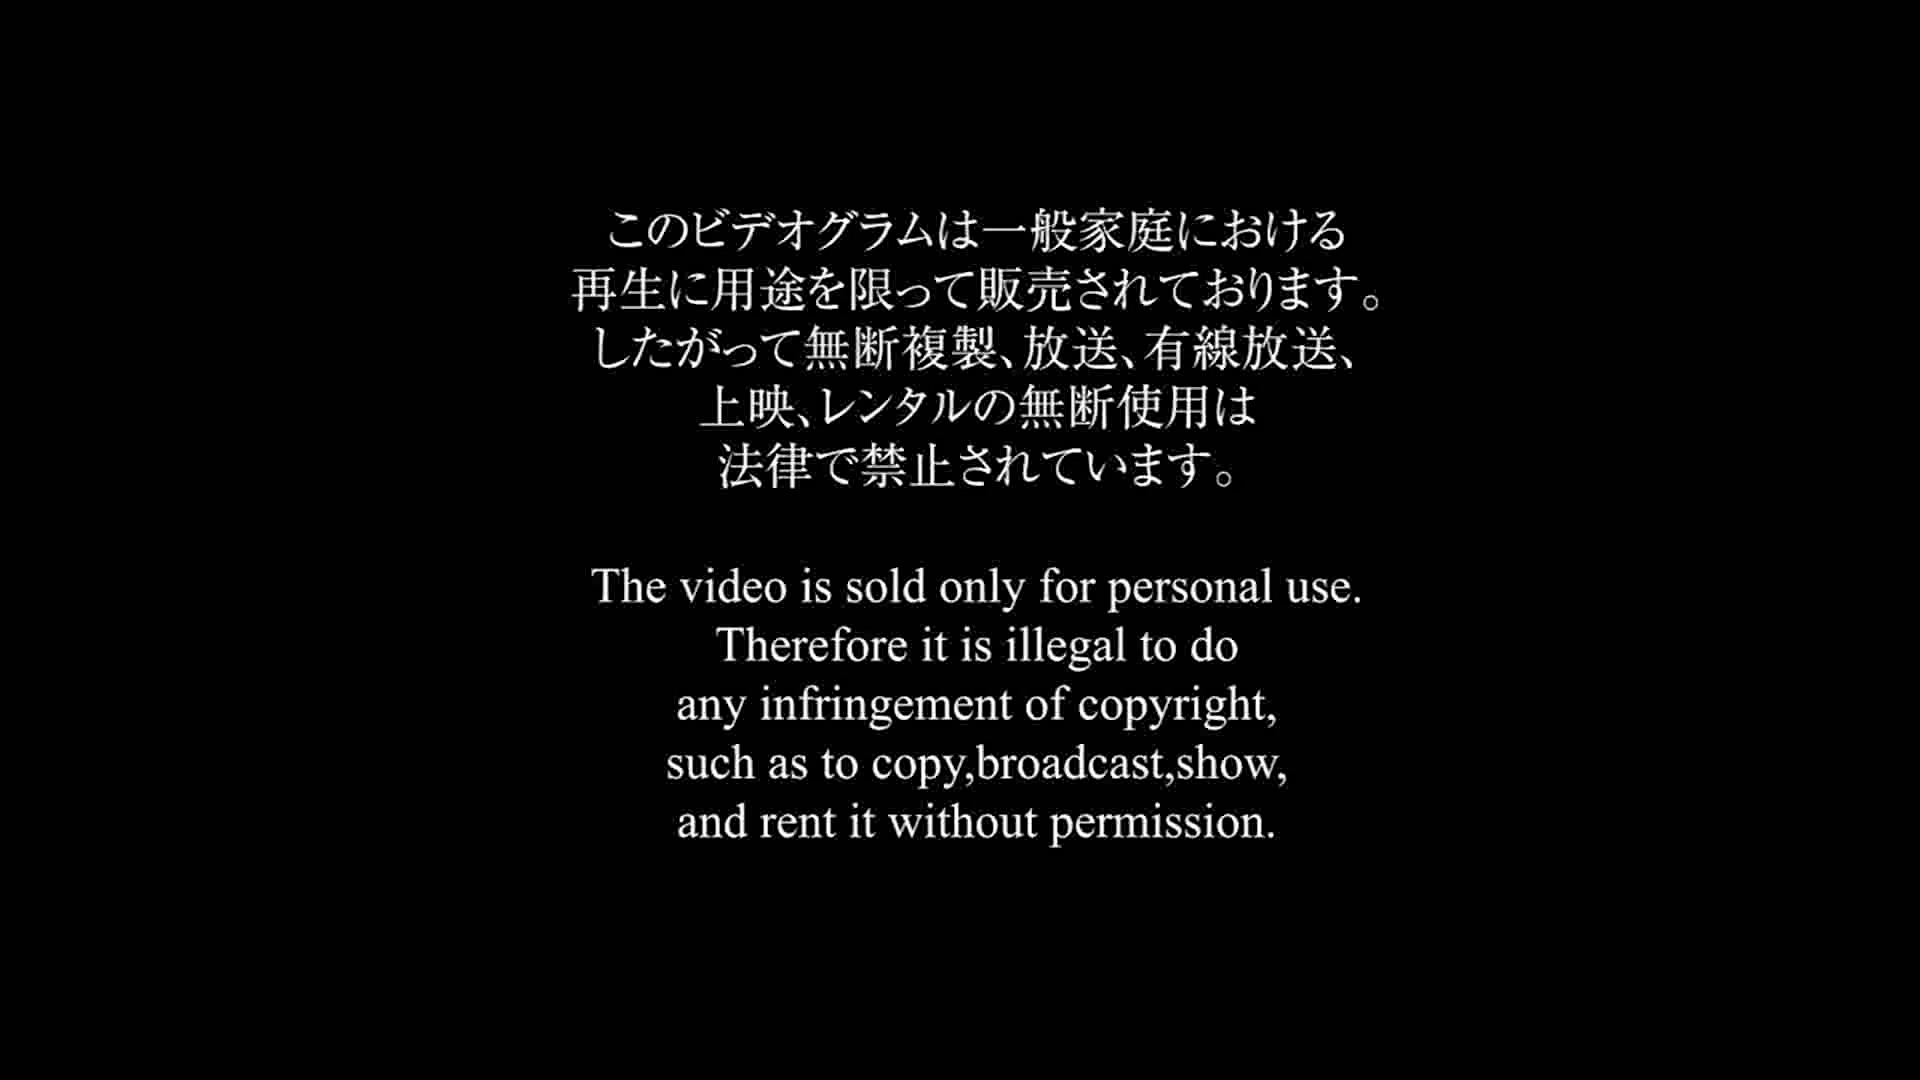 このビデオグラムは一般家庭における
再生に用途を限って販売されております。
したがって無断複製、放送、有線放送、
上映、レンタルの無断使用は
法律で禁止されています。
The video is sold only for personal use.
Therefore it is illegal to do
any infringement of copyright,
such as to copy,broadcast,show,
and rent it without permission.